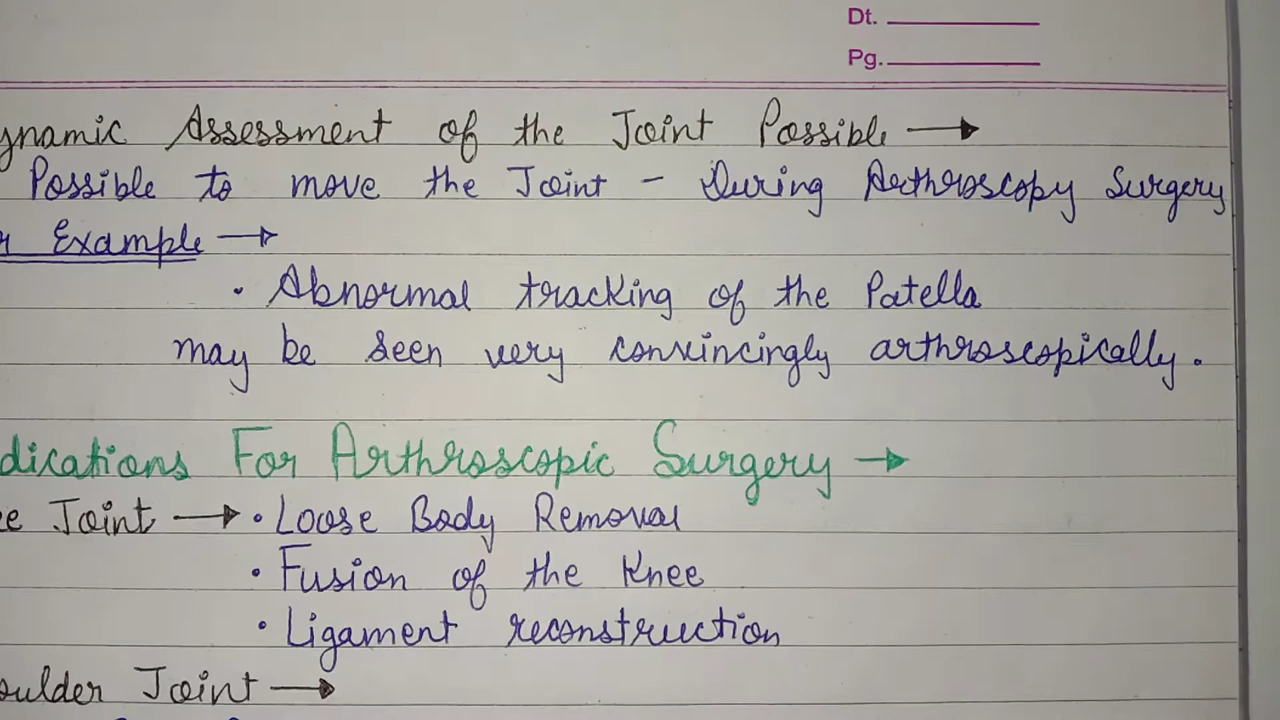 Dt.
Pg.
ynamic Assessment of the Joint Possible →
Possible to move the Joint - During Arthroscopy Surgery
r Example →
• Abnormal tracking of the Patella
may be seen very convincingly arthroscopically.
dications For Arthroscopic Surgery →
ee Joint → • Loose Body Removal
• Fusion of the Knee
• Ligament reconstruction
oulder Joint →